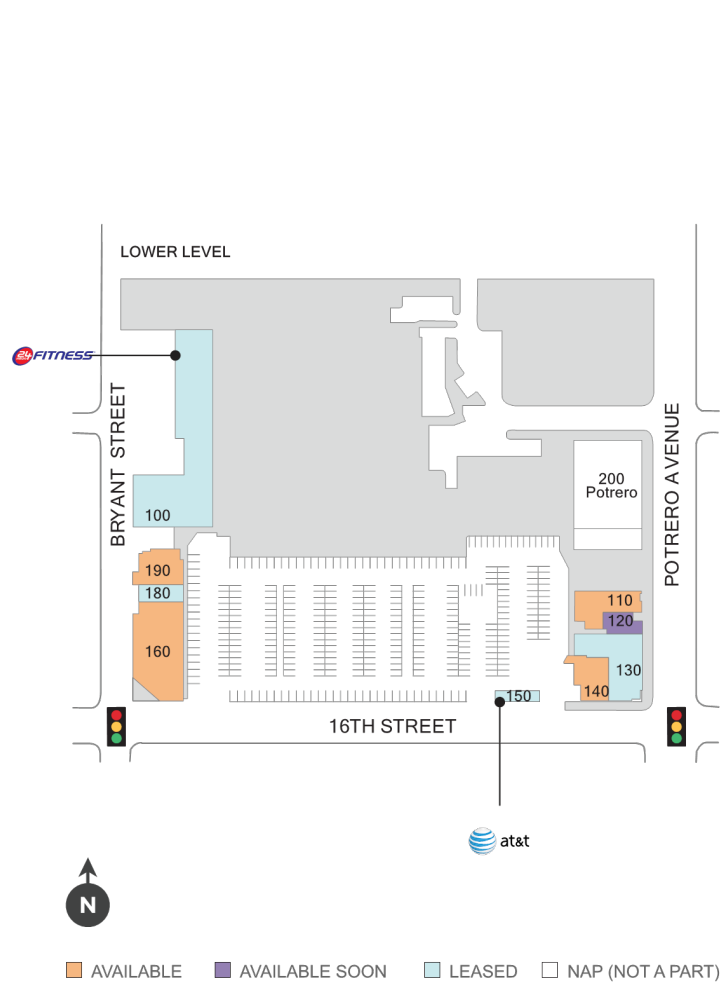 LOWER LEVEL
24
FITNESS
BRYANT STREET
POTRERO AVENUE
200
Potrero
100
190
180
160
110
120
130
140
150
16TH STREET
at&t
N
AVAILABLE
AVAILABLE SOON
LEASED
NAP (NOT A PART)